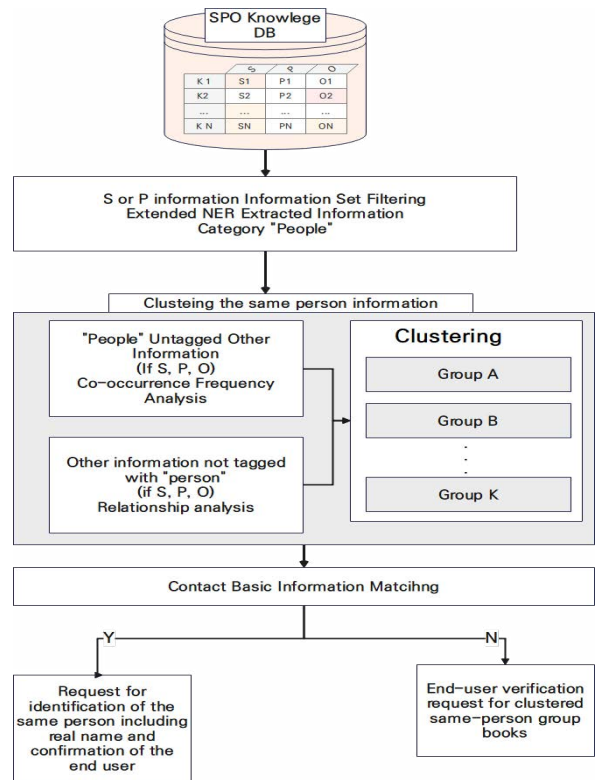 SPO Knowlege
DB
S P O
K 1 S1 P1 O1
K2 S2 P2 O2
... ... ... ...
K N SN PN ON
S or P information Information Set Filtering
Extended NER Extracted Information
Category "People"
Clusteing the same person information
"People" Untagged Other
Information
(If S, P, O)
Co-occurrence Frequency
Analysis
Other information not tagged
with "person"
(if S, P, O)
Relationship analysis
Clustering
Group A
Group B
.
.
.
Group K
Contact Basic Information Matcihng
Y
N
Request for
identification of the
same person including
real name and
confirmation of the
end user
End-user verification
request for clustered
same-person group
books